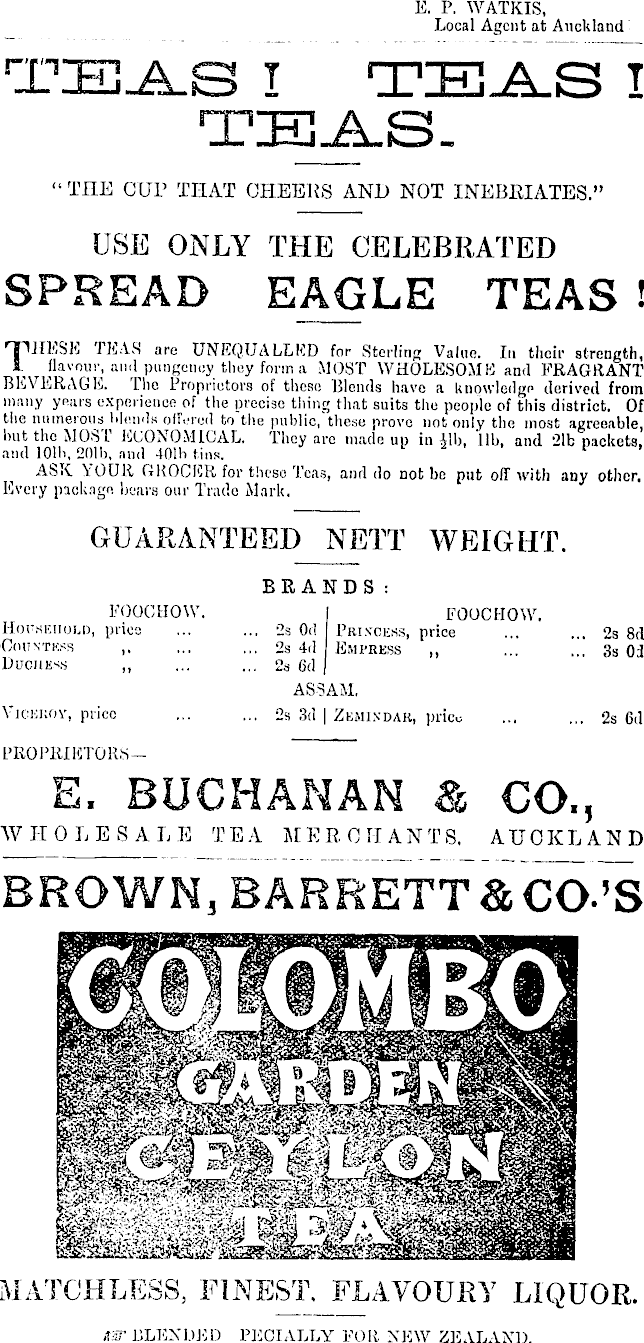 E. P. WATKIS,
Local Agent at Auckland
TEAS! TEAS!
TEAS.
"THE CUP THAT CHEERS AND NOT INEBRIATES."
USE ONLY THE CELEBRATED
SPREAD EAGLE TEAS!
THESE TEAS are UNEQUALLED for Sterling Value. In their strength,
flavour, and pungency they form a MOST WHOLESOME and FRAGRANT
BEVERAGE. The Proprietors of these Blends have a knowledge derived from
many years experience of the precise thing that suits the people of this district. Of
the numerous blends offered to the public, these prove not only the most agreeable,
but the MOST ECONOMICAL. They are made up in ½lb, 1lb, and 2lb packets,
and 10lb, 20lb, and 40lb tins.
ASK YOUR GROCER for these Teas, and do not be put off with any other.
Every package bears our Trade Mark.
GUARANTEED NETT WEIGHT.
BRANDS:
FOOCHOW.
HOUSEHOLD, price ... ... 2s 0d
COUNTESS ,, ... ... 2s 4d
DUCHESS ,, ... ... 2s 6d
FOOCHOW.
PRINCESS, price ... ... 2s 8d
EMPRESS ,, ... ... 3s 0d
ASSAM.
VICEROY, price ... ... 2s 3d | ZEMINDAR, price ... ... 2s 6d
PROPRIETORS—
E. BUCHANAN & CO.,
WHOLESALE TEA MERCHANTS, AUCKLAND
BROWN, BARRETT & CO.'S
COLOMBO
GARDEN
CEYLON
TEA
MATCHLESS, FINEST, FLAVOURY LIQUOR.
BLENDED PECIALLY FOR NEW ZEALAND.